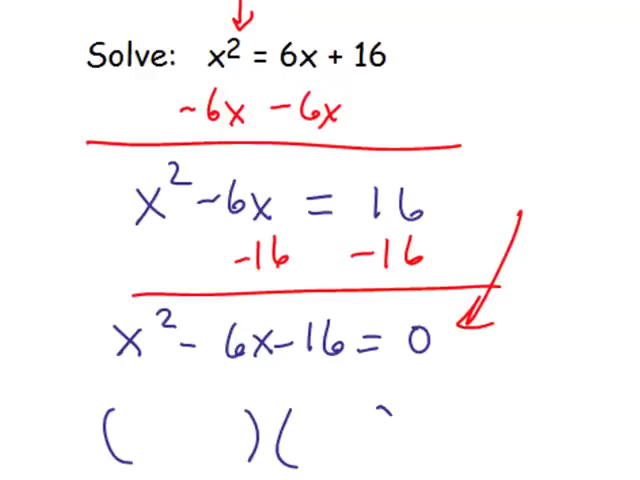 Solve: x² = 6x + 16
-6x -6x
x² - 6x = 16
-16 -16
x² - 6x - 16 = 0
( ) (